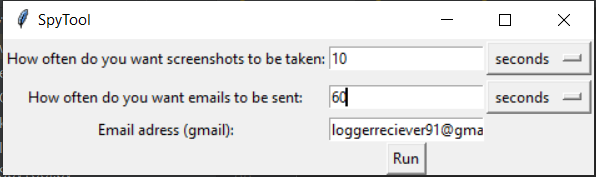 SpyTool
How often do you want screenshots to be taken: 10 seconds
How often do you want emails to be sent: 60 seconds
Email adress (gmail): loggerreciever91@gma
Run